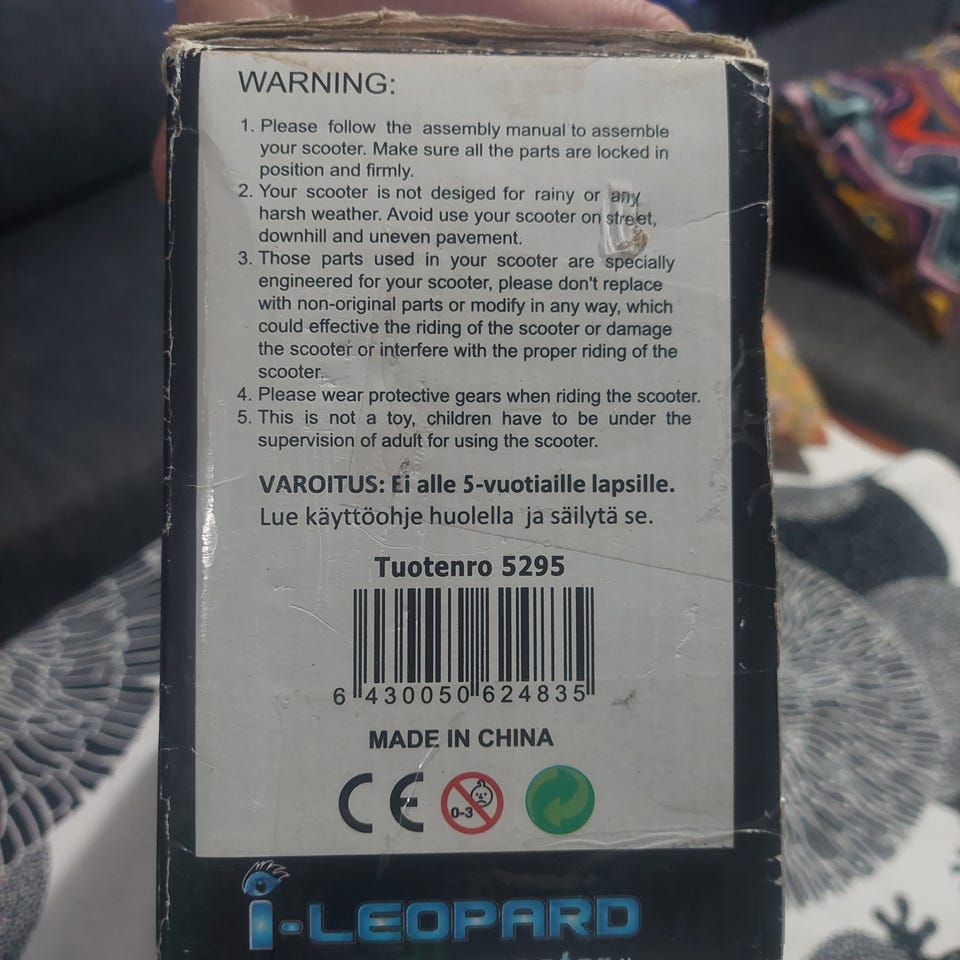 WARNING:
1. Please follow the assembly manual to assemble
your scooter. Make sure all the parts are locked in
position and firmly.
2. Your scooter is not desiged for rainy or any
harsh weather. Avoid use your scooter on street,
downhill and uneven pavement.
3. Those parts used in your scooter are specially
engineered for your scooter, please don't replace
with non-original parts or modify in any way, which
could effective the riding of the scooter or damage
the scooter or interfere with the proper riding of the
scooter.
4. Please wear protective gears when riding the scooter.
5. This is not a toy, children have to be under the
supervision of adult for using the scooter.
VAROITUS: Ei alle 5-vuotiaille lapsille.
Lue käyttöohje huolella ja säilytä se.
Tuotenro 5295
6 430050 624835
MADE IN CHINA
CE 0-3
i-LEOPARD